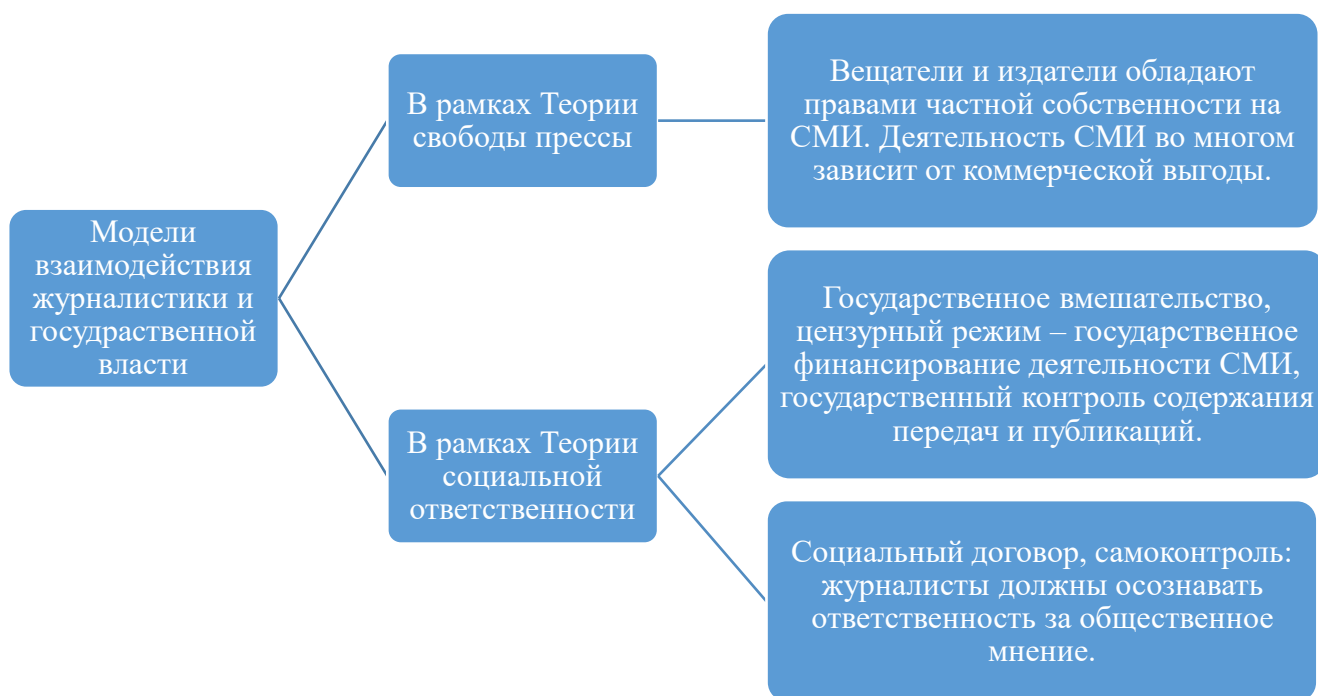 Модели
взаимодействия
журналистики и
госудраственной
власти
В рамках Теории
свободы прессы
Вещатели и издатели обладают
правами частной собственности на
СМИ. Деятельность СМИ во многом
зависит от коммерческой выгоды.
В рамках Теории
социальной
ответственности
Государственное вмешательство,
цензурный режим – государственное
финансирование деятельности СМИ,
государственный контроль содержания
передач и публикаций.
Социальный договор, самоконтроль:
журналисты должны осознавать
ответственность за общественное
мнение.